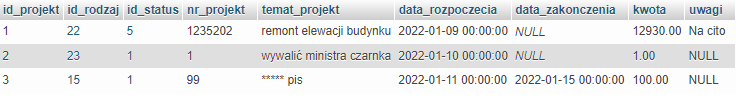 id_projekt id_rodzaj id_status nr_projekt temat_projekt data_rozpoczecia data_zakonczenia kwota uwagi
1 22 5 1235202 remont elewacji budynku 2022-01-09 00:00:00 NULL 12930.00 Na cito
2 23 1 1 wywalić ministra czarnka 2022-01-10 00:00:00 NULL 1.00 NULL
3 15 1 99 ***** pis 2022-01-11 00:00:00 2022-01-15 00:00:00 100.00 NULL